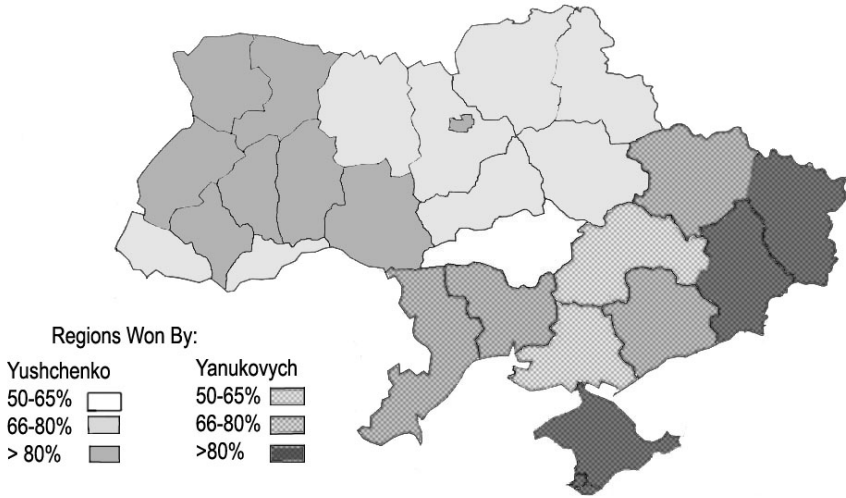 Regions Won By:
Yushchenko Yanukovych
50-65% 50-65%
66-80% 66-80%
> 80% >80%